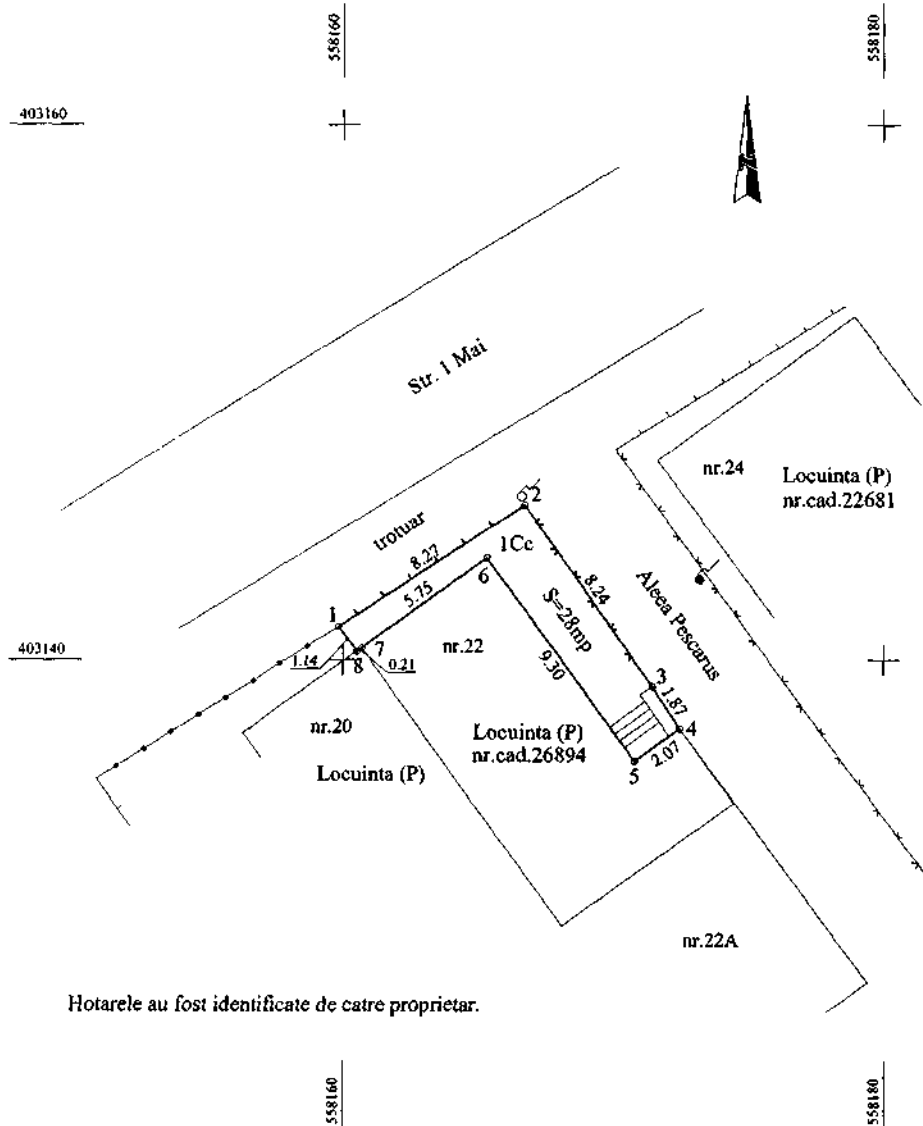 558160
558180
403160
N
Str. 1 Mai
nr.24
Locuinta (P)
nr.cad.22681
2
trotuar
8.27
1Cc
5.75
6
8.24
Aleea Pescarus
1
S=28mp
403140
1.14
8
7
0.21
nr.22
9.30
3
1.87
nr.20
Locuinta (P)
nr.cad.26894
4
2.07
5
Locuinta (P)
nr.22A
Hotarele au fost identificate de catre proprietar.
558160
558180